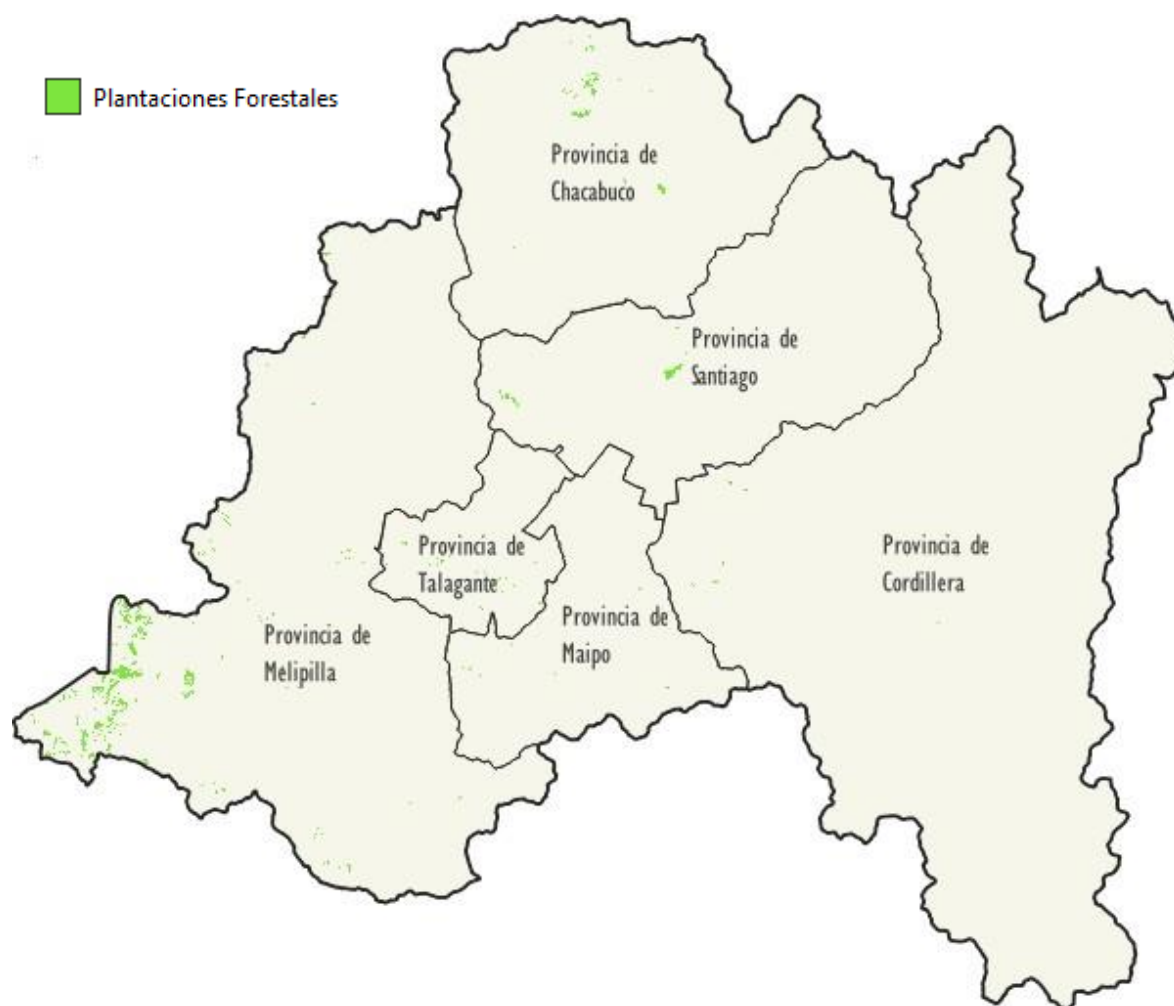 Plantaciones Forestales
Provincia de
Chacabuco
Provincia de
Santiago
Provincia de
Talagante
Provincia de
Cordillera
Provincia de
Maipo
Provincia de
Melipilla